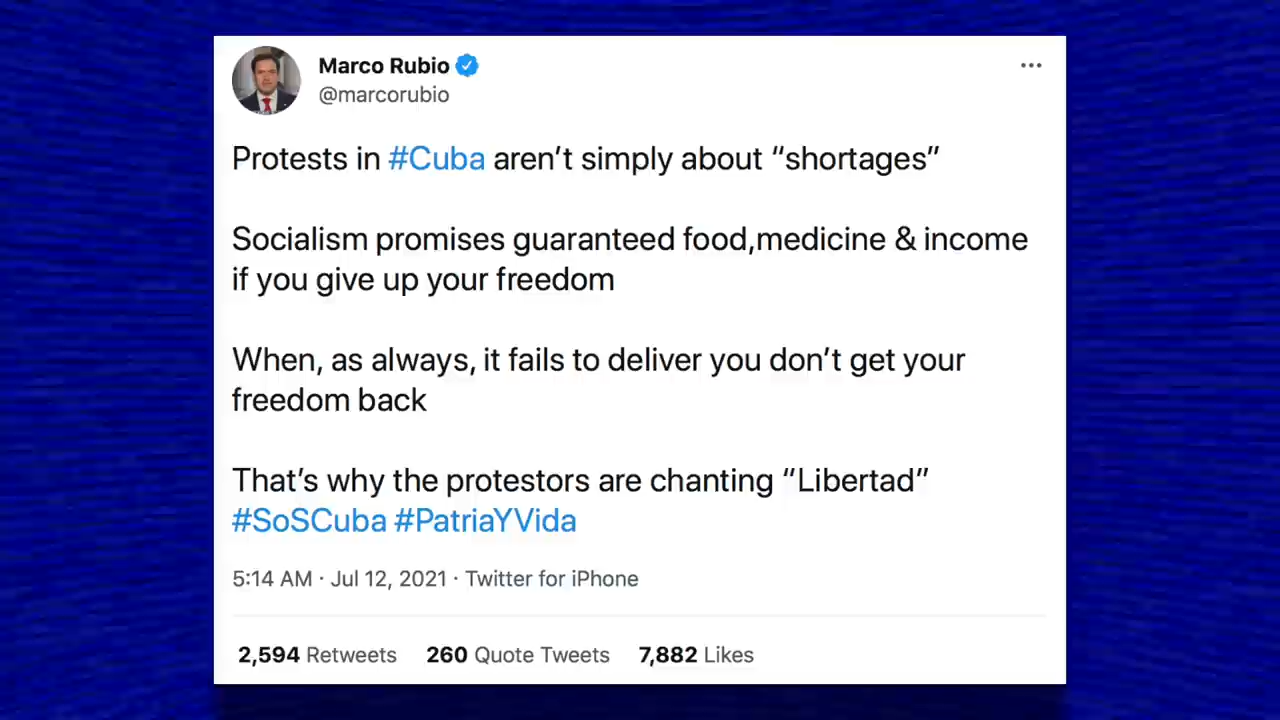 Marco Rubio
@marcorubio
Protests in #Cuba aren’t simply about “shortages”
Socialism promises guaranteed food,medicine & income
if you give up your freedom
When, as always, it fails to deliver you don’t get your
freedom back
That’s why the protestors are chanting “Libertad”
#SoSCuba #PatriaYVida
5:14 AM · Jul 12, 2021 · Twitter for iPhone
2,594 Retweets 260 Quote Tweets 7,882 Likes